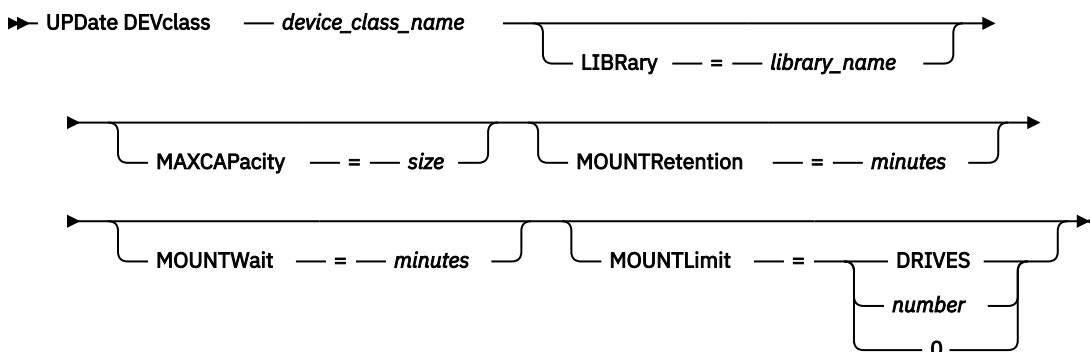 UPDate DEVclass device_class_name
LIBRary = library_name
MAXCAPacity = size MOUNTRetention = minutes
MOUNTWait = minutes MOUNTLimit = DRIVES
number
0